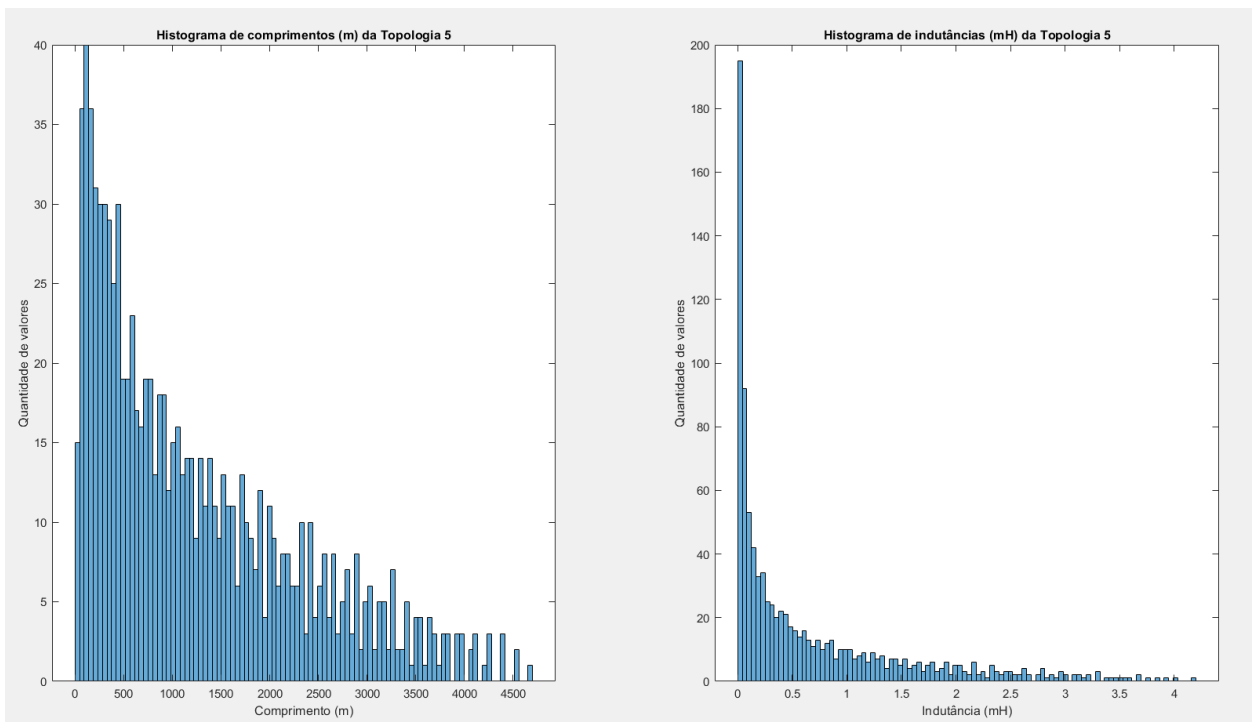 Histograma de comprimentos (m) da Topologia 5
40
35
30
25
20
15
10
5
0
Quantidade de valores
0 500 1000 1500 2000 2500 3000 3500 4000 4500
Comprimento (m)
Histograma de indutâncias (mH) da Topologia 5
200
180
160
140
120
100
80
60
40
20
0
Quantidade de valores
0 0.5 1 1.5 2 2.5 3 3.5 4
Indutância (mH)